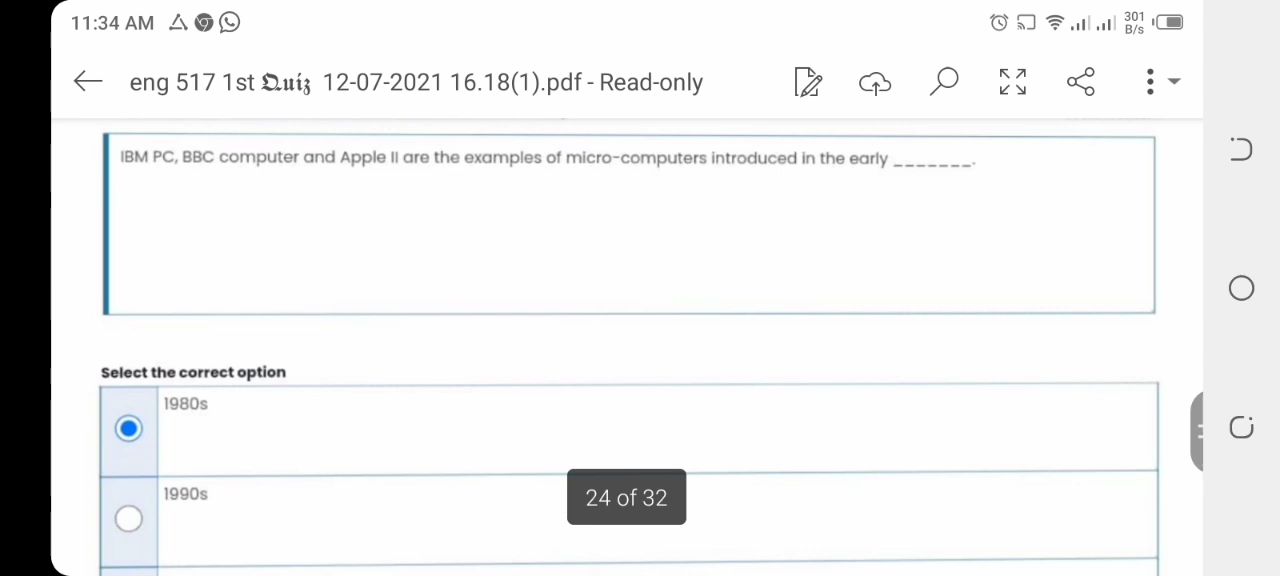 11:34 AM
301
B/s
eng 517 1st 𝕼𝖚𝖎𝖟 12-07-2021 16.18(1).pdf - Read-only
IBM PC, BBC computer and Apple II are the examples of micro-computers introduced in the early _______.
Select the correct option
1980s
1990s
24 of 32